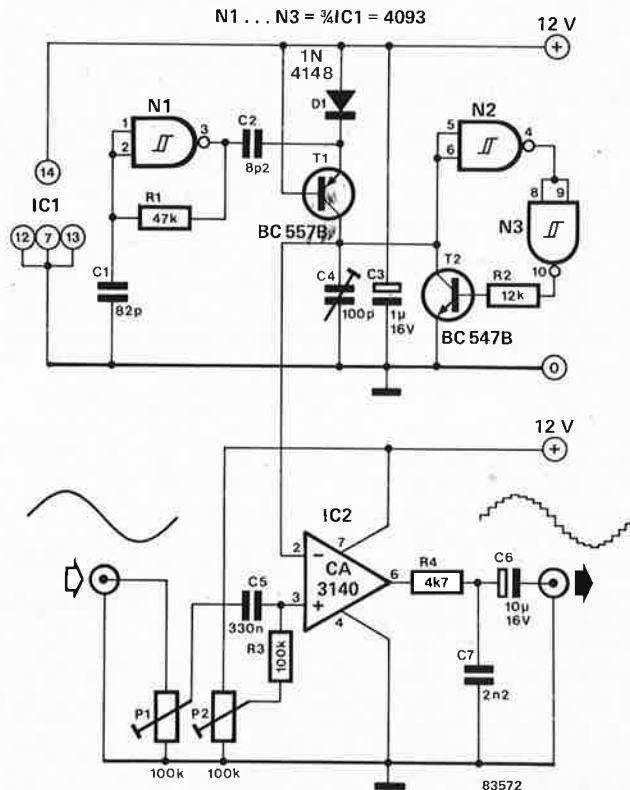 N1 . . . N3 = ¾IC1 = 4093
12 V
+
1N
4148
D1
N1
1
2
3
C2
8p2
N2
5
6
4
14
T1
IC1
R1
47k
8
9
12
7
13
BC 557B
N3
C1
82p
C4
100p
C3
1µ
16V
T2
R2
12k
10
BC 547B
0
12 V
+
IC2
2
−
7
CA
3140
6
R4
4k7
C6
10µ
16V
C5
330n
3
+
4
R3
100k
C7
2n2
P1
P2
100k
100k
83572